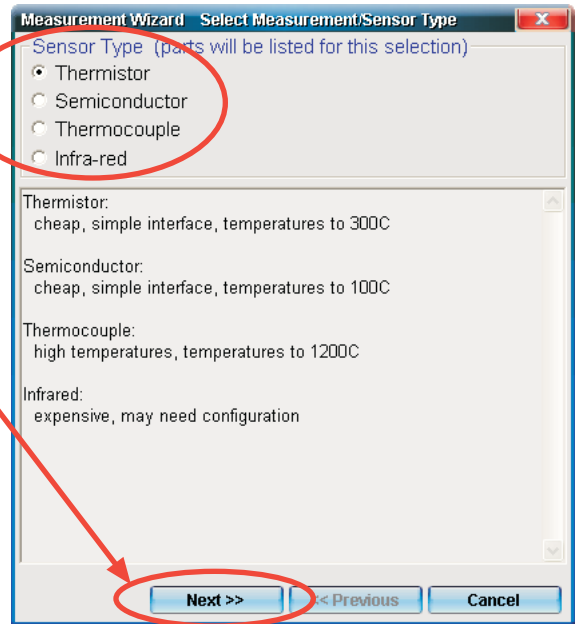 Measurement Wizard Select Measurement/Sensor Type
Sensor Type (parts will be listed for this selection)
Thermistor
Semiconductor
Thermocouple
Infra-red
Thermistor:
cheap, simple interface, temperatures to 300C
Semiconductor:
cheap, simple interface, temperatures to 100C
Thermocouple:
high temperatures, temperatures to 1200C
Infrared:
expensive, may need configuration
Next >> << Previous Cancel